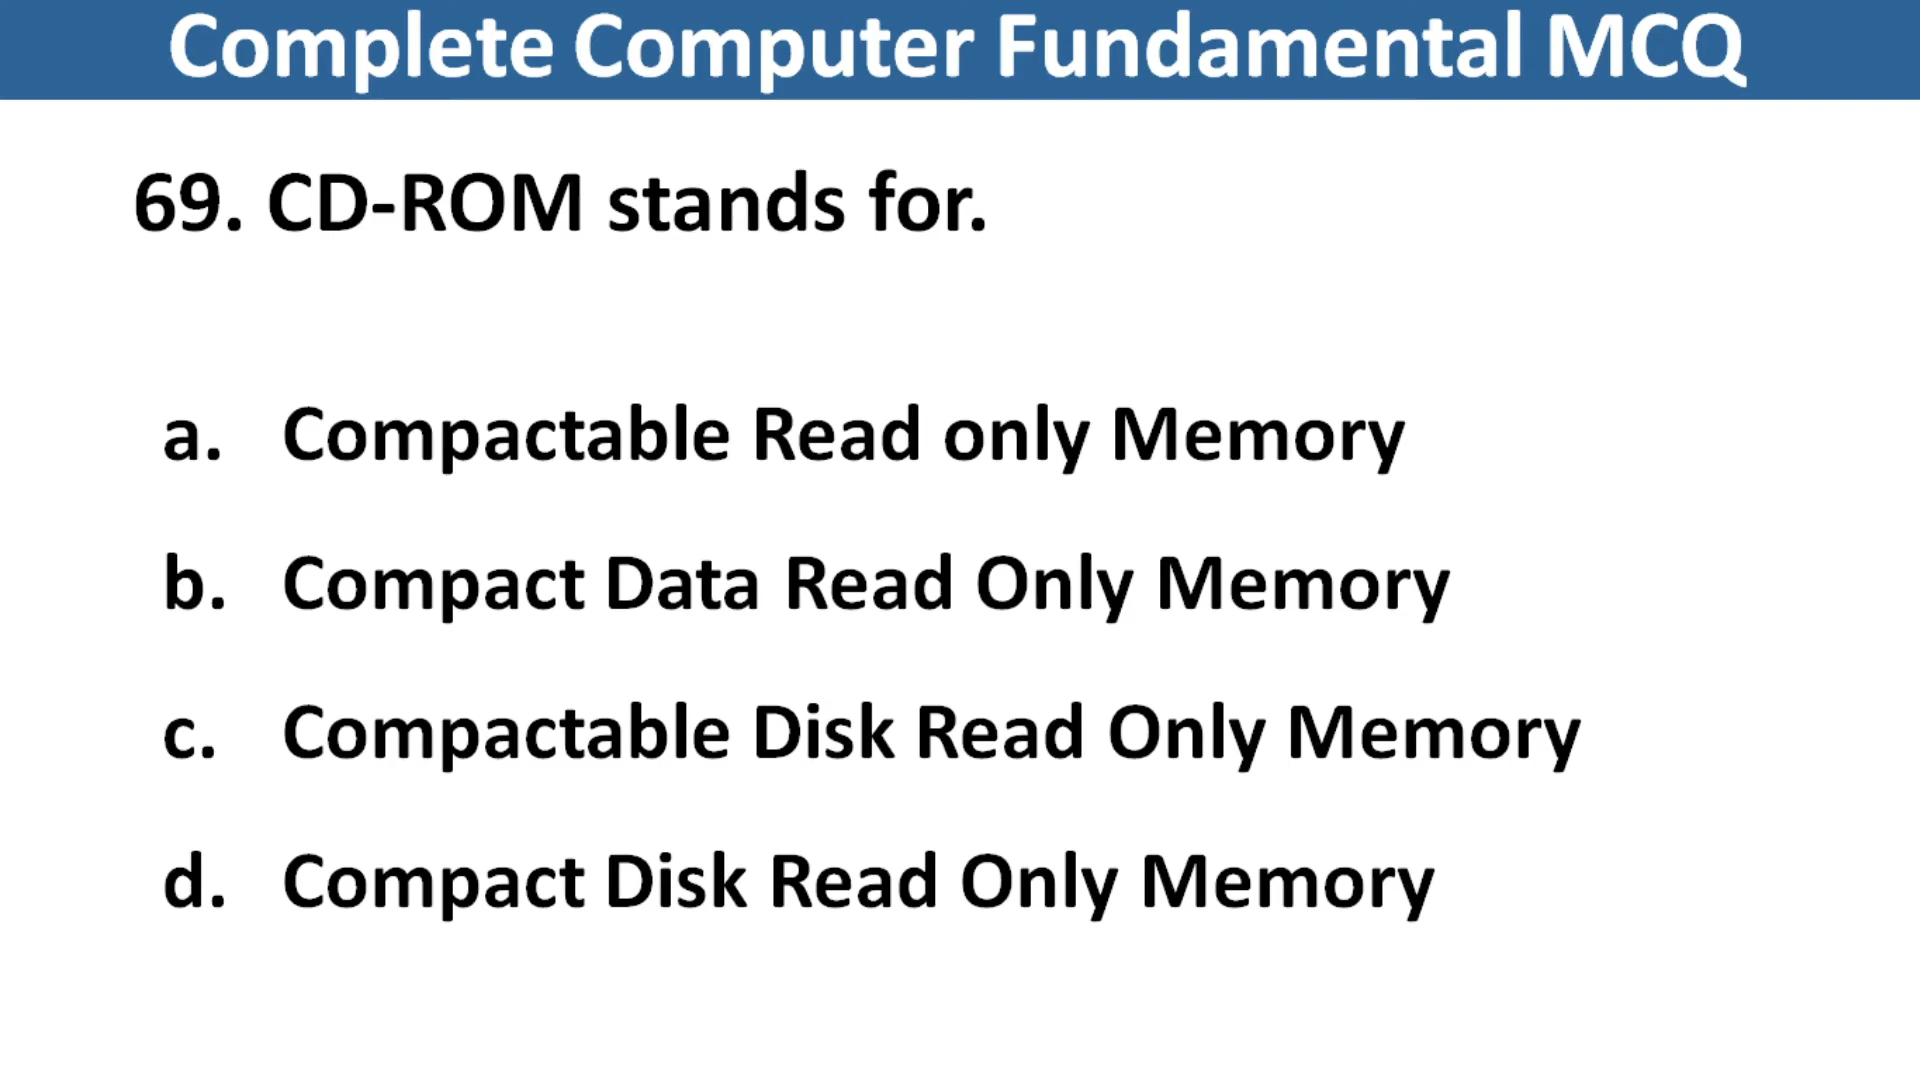 Complete Computer Fundamental MCQ
69. CD-ROM stands for.
a. Compactable Read only Memory
b. Compact Data Read Only Memory
c. Compactable Disk Read Only Memory
d. Compact Disk Read Only Memory